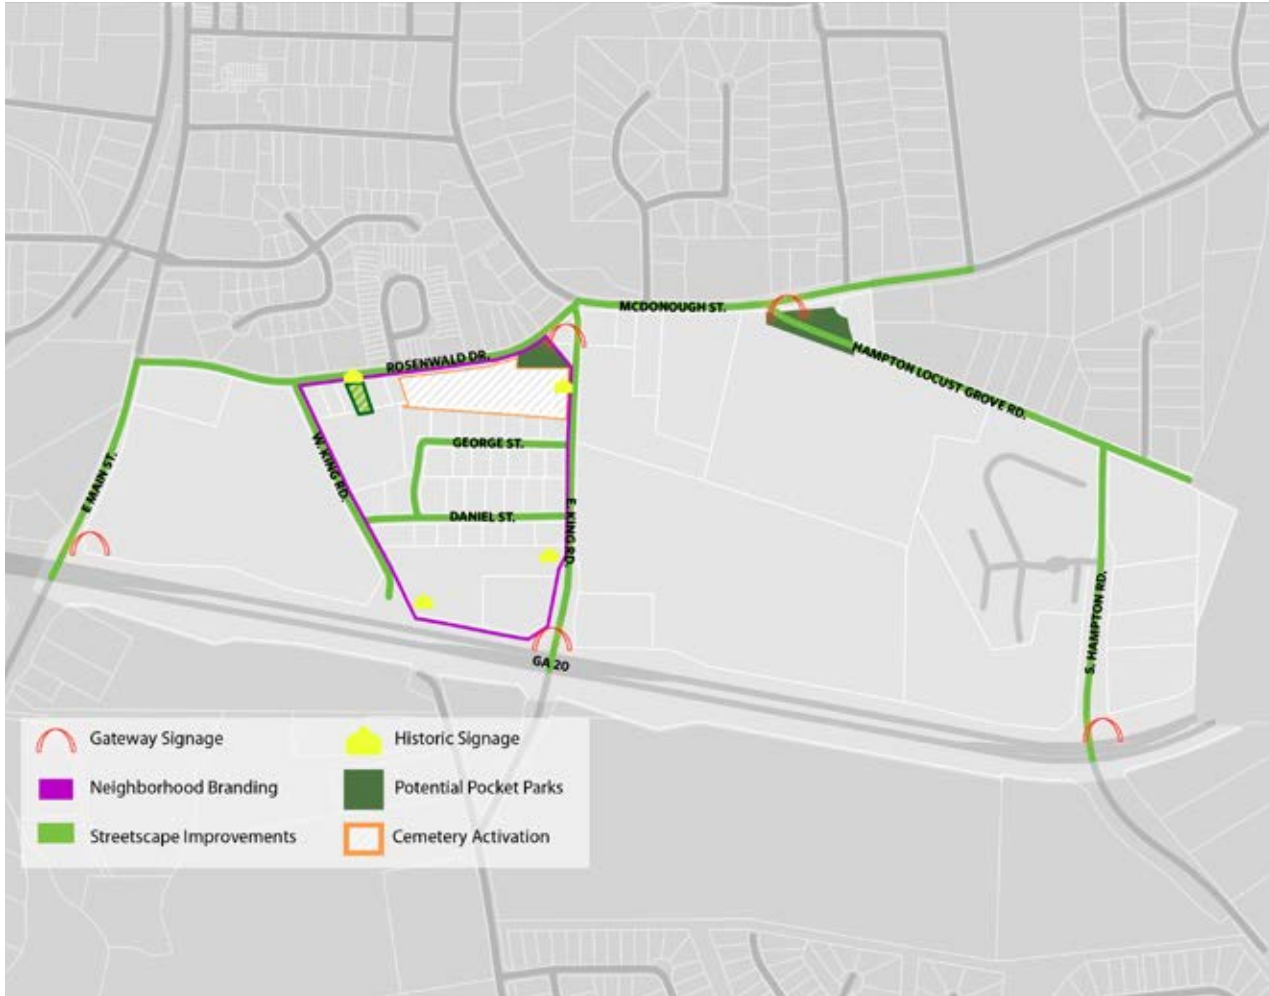 MCDONOUGH ST.
ROSENWALD DR.
HAMPTON LOCUST GROVE RD.
W. KING RD.
GEORGE ST.
E MAIN ST.
DANIEL ST.
E. KING RD.
S. HAMPTON RD.
GA 20
Gateway Signage
Historic Signage
Neighborhood Branding
Potential Pocket Parks
Streetscape Improvements
Cemetery Activation